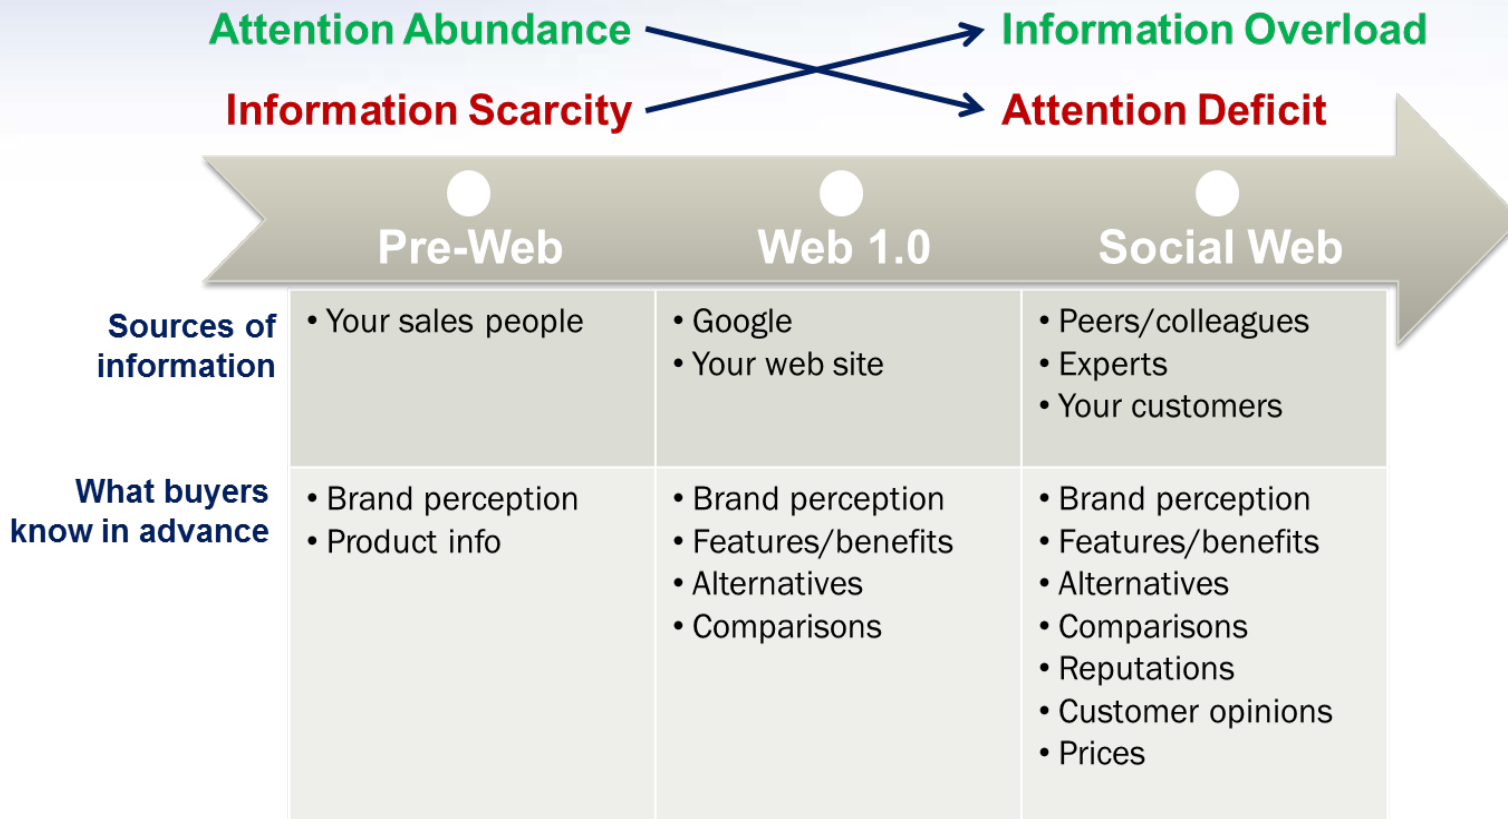 Attention Abundance
Information Overload
Information Scarcity
Attention Deficit
Pre-Web
Web 1.0
Social Web
Sources of
information
• Your sales people
• Google
• Your web site
• Peers/colleagues
• Experts
• Your customers
What buyers
know in advance
• Brand perception
• Product info
• Brand perception
• Features/benefits
• Alternatives
• Comparisons
• Brand perception
• Features/benefits
• Alternatives
• Comparisons
• Reputations
• Customer opinions
• Prices